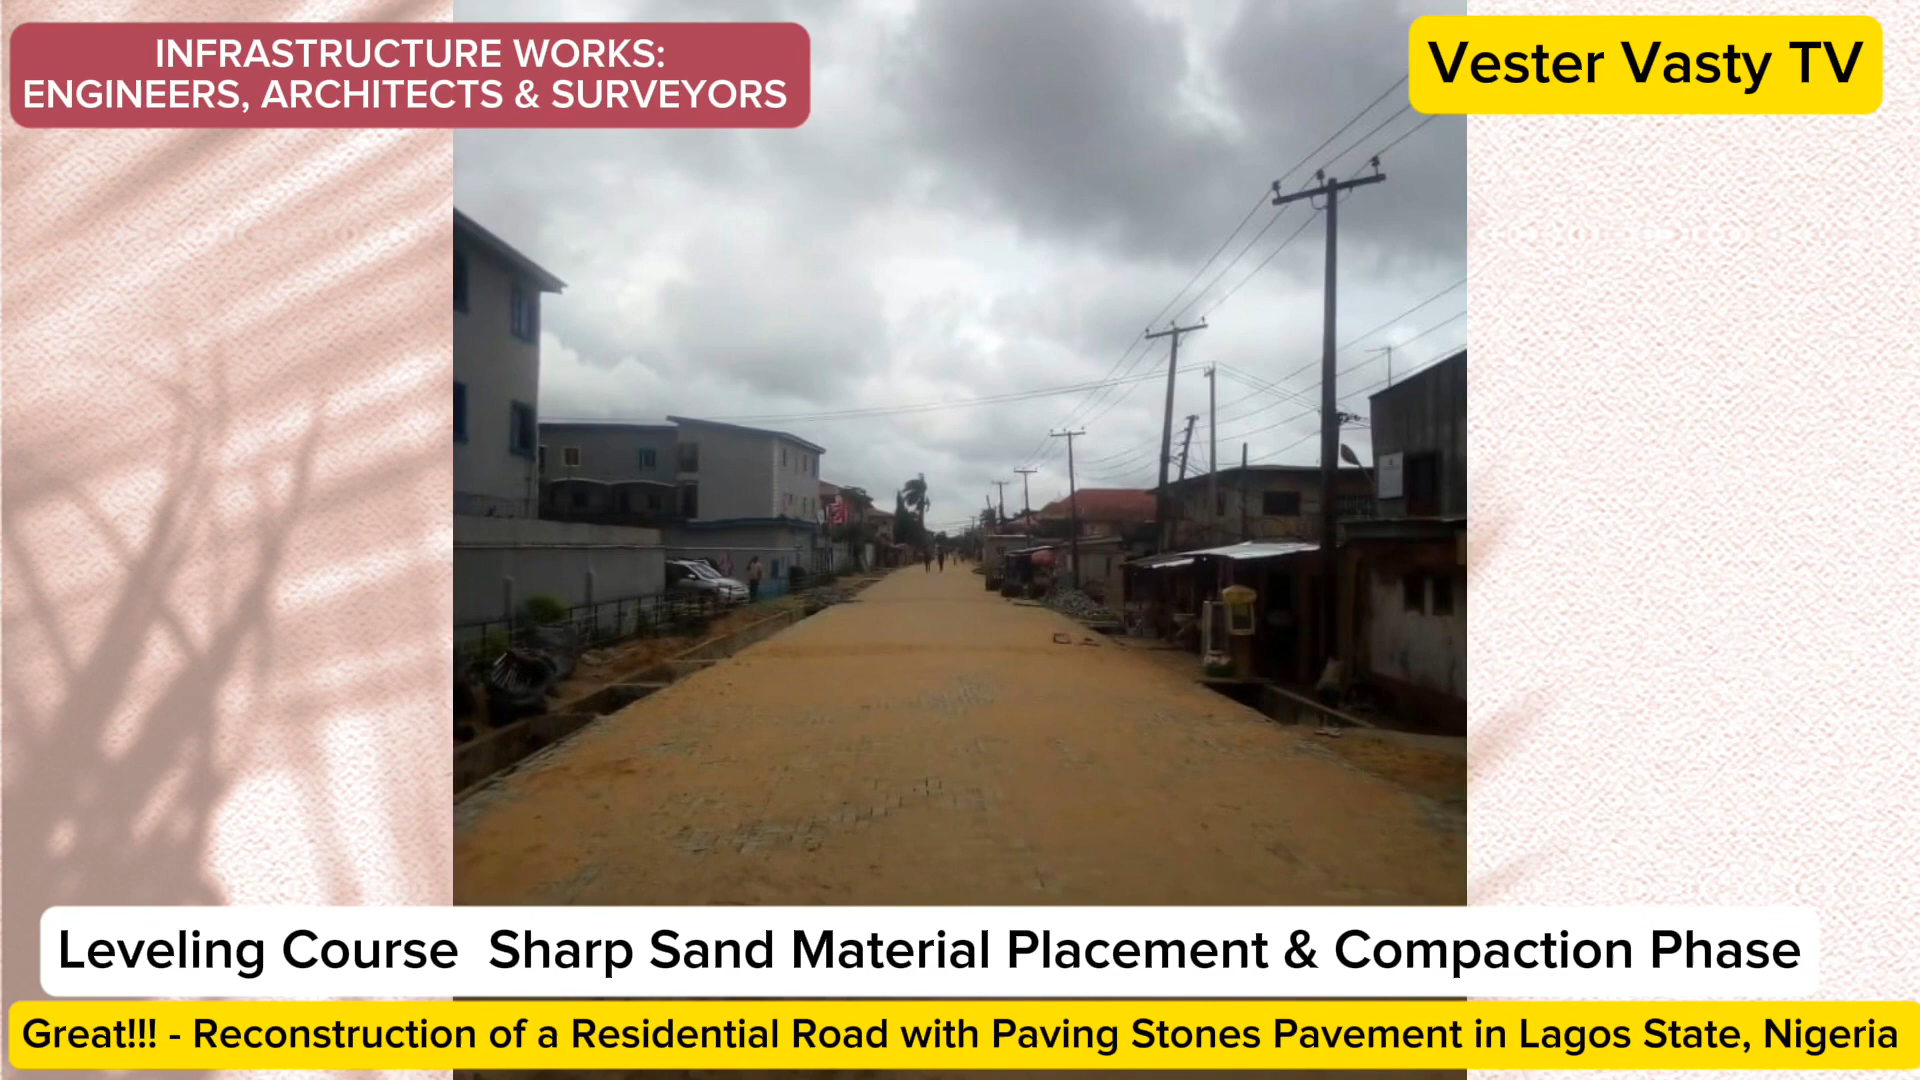 INFRASTRUCTURE WORKS:
ENGINEERS, ARCHITECTS & SURVEYORS
Vester Vasty TV
Leveling Course  Sharp Sand Material Placement & Compaction Phase
Great!!! - Reconstruction of a Residential Road with Paving Stones Pavement in Lagos State, Nigeria